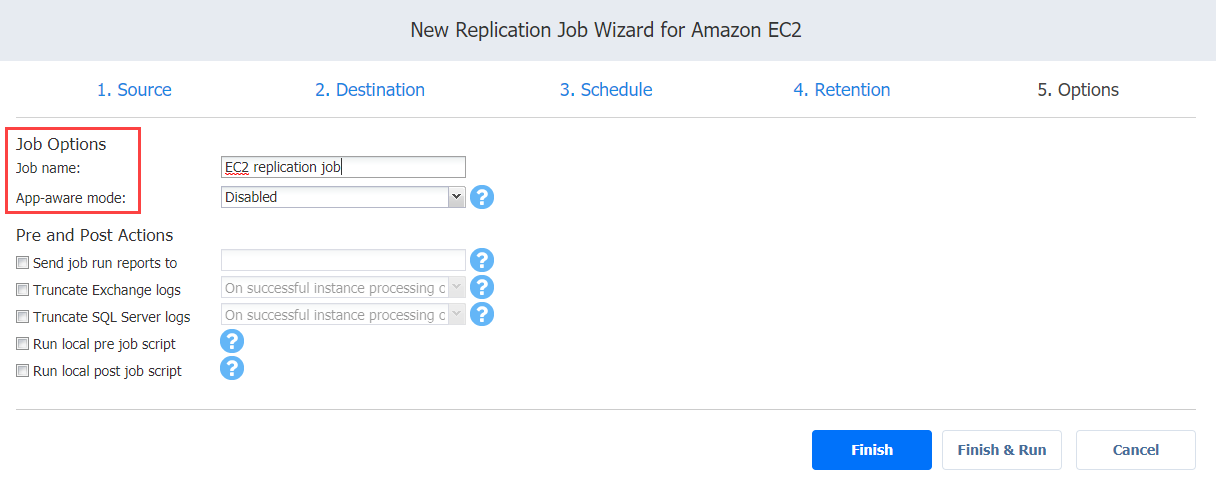 New Replication Job Wizard for Amazon EC2
1. Source 2. Destination 3. Schedule 4. Retention 5. Options
Job Options
Job name: EC2 replication job
App-aware mode: Disabled ?
Pre and Post Actions
Send job run reports to ?
Truncate Exchange logs On successful instance processing o ?
Truncate SQL Server logs On successful instance processing o ?
Run local pre job script ?
Run local post job script ?
Finish Finish & Run Cancel